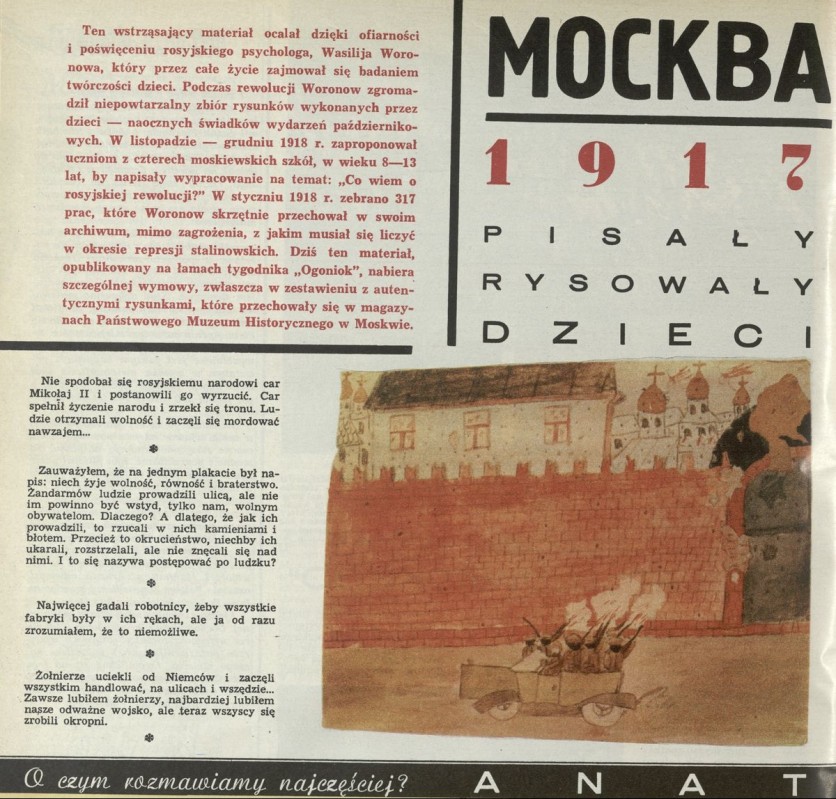 Ten wstrząsający materiał ocalał dzięki ofiarności
i poświęceniu rosyjskiego psychologa, Wasilija Woro-
nowa, który przez całe życie zajmował się badaniem
twórczości dzieci. Podczas rewolucji Woronow zgroma-
dził niepowtarzalny zbiór rysunków wykonanych przez
dzieci — naocznych świadków wydarzeń październiko-
wych. W listopadzie — grudniu 1918 r. zaproponował
uczniom z czterech moskiewskich szkół, w wieku 8—13
lat, by napisały wypracowanie na temat: „Co wiem o
rosyjskiej rewolucji?” W styczniu 1918 r. zebrano 317
prac, które Woronow skrzętnie przechował w swoim
archiwum, mimo zagrożenia, z jakim musiał się liczyć
w okresie represji stalinowskich. Dziś ten materiał,
opublikowany na łamach tygodnika „Ogoniok”, nabiera
szczególnej wymowy, zwłaszcza w zestawieniu z auten-
tycznymi rysunkami, które przechowały się w magazy-
nach Państwowego Muzeum Historycznego w Moskwie.
МОСКВА
1917
PISAŁY
RYSOWAŁY
DZIECI
Nie spodobał się rosyjskiemu narodowi car
Mikołaj II i postanowili go wyrzucić. Car
spełnił życzenie narodu i zrzekł się tronu. Lu-
dzie otrzymali wolność i zaczęli się mordować
nawzajem...
Zauważyłem, że na jednym plakacie był na-
pis: niech żyje wolność, równość i braterstwo.
Żandarmów ludzie prowadzili ulicą, ale nie
im powinno być wstyd, tylko nam, wolnym
obywatelom. Dlaczego? A dlatego, że jak ich
prowadzili, to rzucali w nich kamieniami i
błotem. Przecież to okrucieństwo, niechby ich
ukarali, rozstrzelali, ale nie znęcali się nad
nimi. I to się nazywa postępować po ludzku?
Najwięcej gadali robotnicy, żeby wszystkie
fabryki były w ich rękach, ale ja od razu
zrozumiałem, że to niemożliwe.
Żołnierze uciekli od Niemców i zaczęli
wszystkim handlować, na ulicach i wszędzie...
Zawsze lubiłem żołnierzy, najbardziej lubiłem
nasze odważne wojsko, ale teraz wszyscy się
zrobili okropni.
O czym rozmawiamy najczęściej?
ANAT